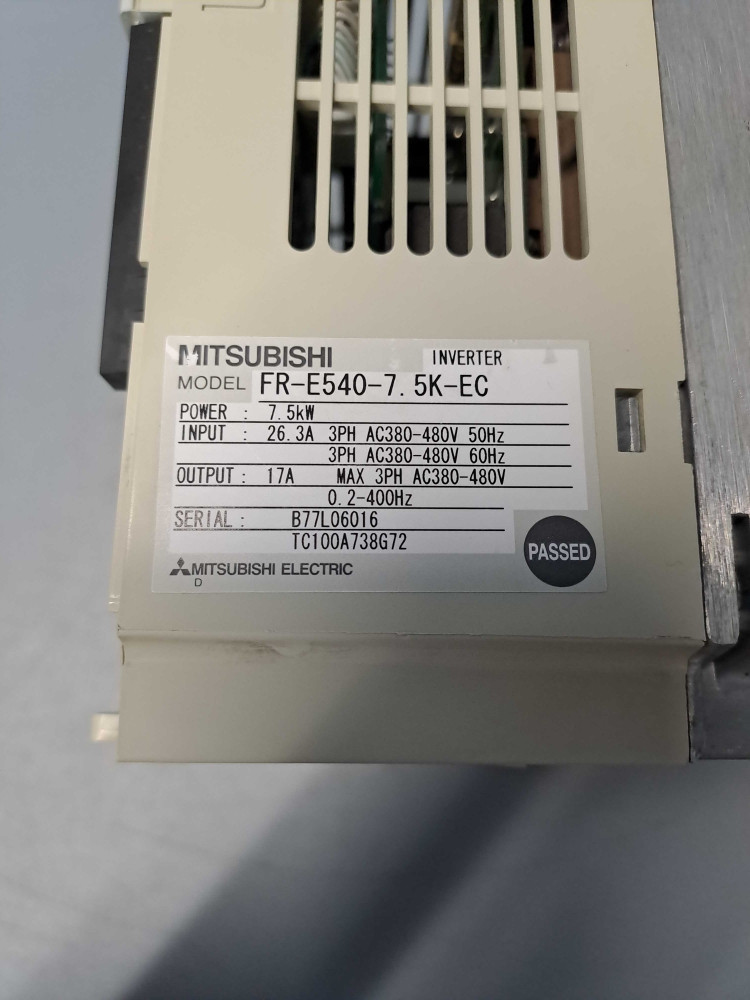 MITSUBISHI INVERTER
MODEL FR-E540-7.5K-EC
POWER : 7.5kW
INPUT : 26.3A 3PH AC380-480V 50Hz
3PH AC380-480V 60Hz
OUTPUT : 17A MAX 3PH AC380-480V
0.2-400Hz
SERIAL : B77L06016
TC100A738G72
PASSED
MITSUBISHI ELECTRIC
D